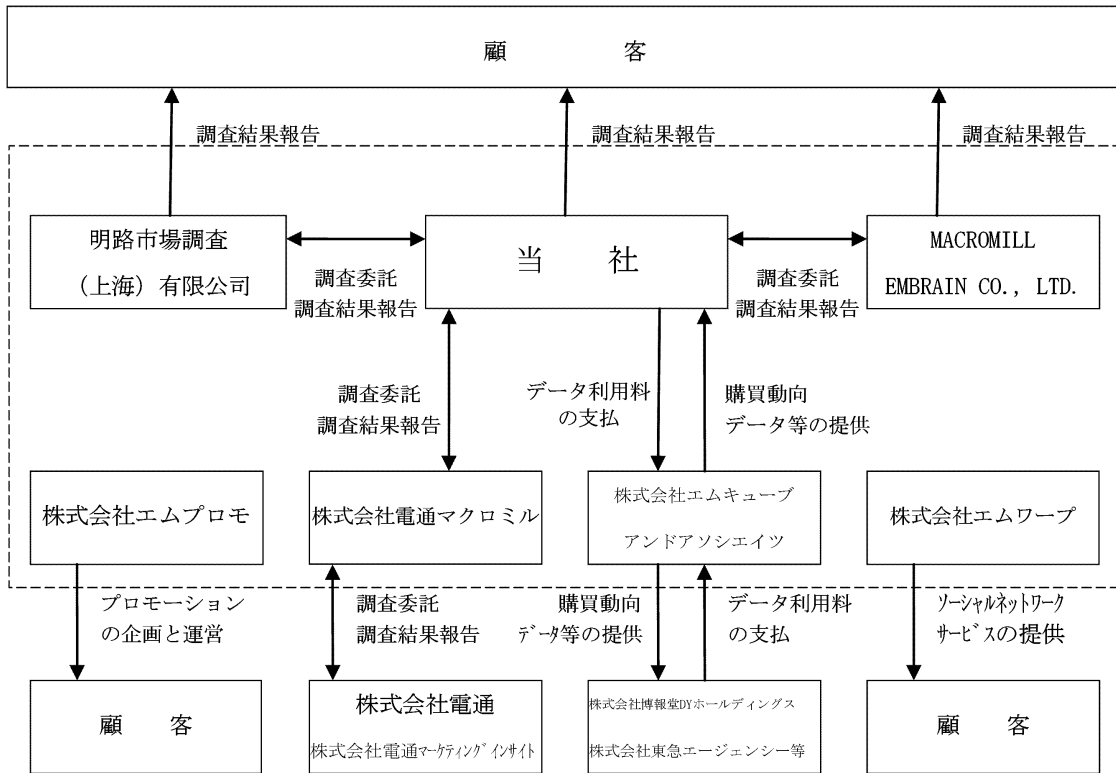 顧　　　客
調査結果報告
調査結果報告
調査結果報告
明路市場調査
（上海）有限公司
当　社
MACROMILL
EMBRAIN CO., LTD.
調査委託
調査結果報告
調査委託
調査結果報告
調査委託
調査結果報告
データ利用料
の支払
購買動向
データ等の提供
株式会社エムプロモ
株式会社電通マクロミル
株式会社エムキューブ
アンドアソシエイツ
株式会社エムワープ
プロモーション
の企画と運営
調査委託
調査結果報告
購買動向
データ等の提供
データ利用料
の支払
ソーシャルネットワーク
サービスの提供
顧　客
株式会社電通
株式会社電通マーケティングインサイト
株式会社博報堂DYホールディングス
株式会社東急エージェンシー等
顧　客